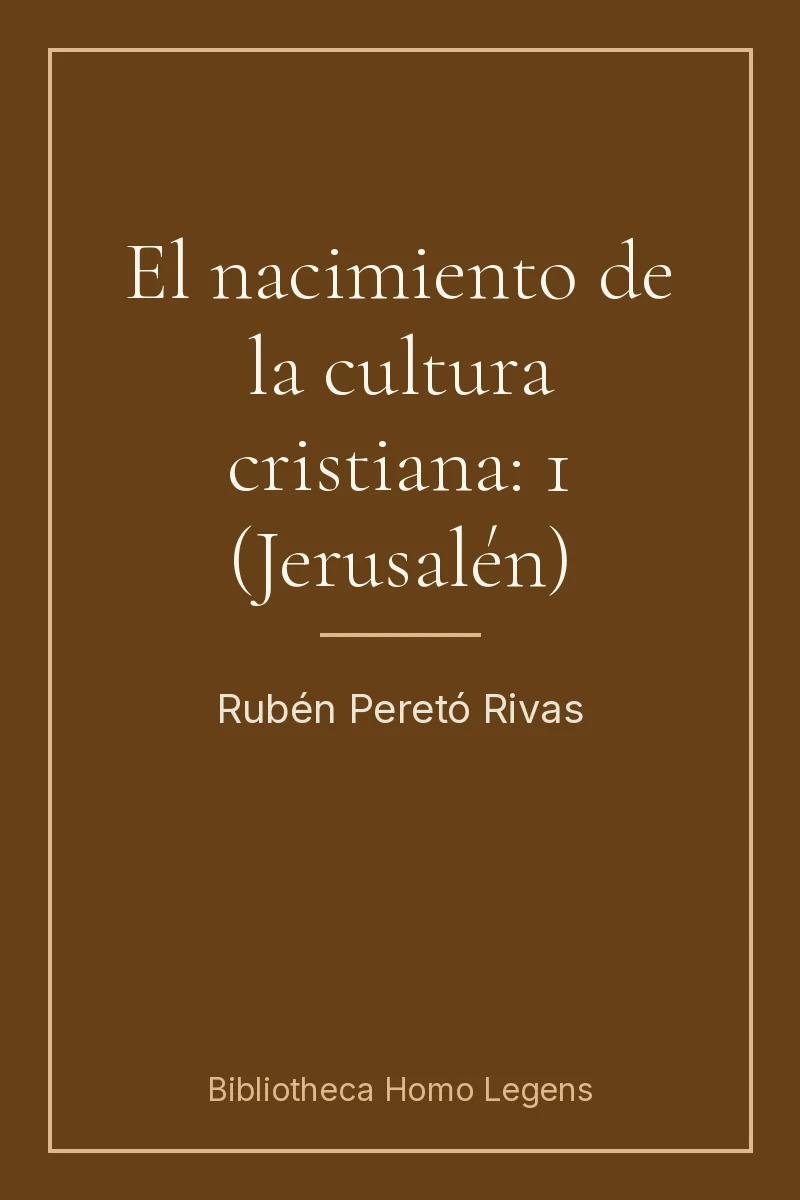 El nacimiento de
la cultura
cristiana: 1
(Jerusalén)
Rubén Peretó Rivas
Bibliotheca Homo Legens